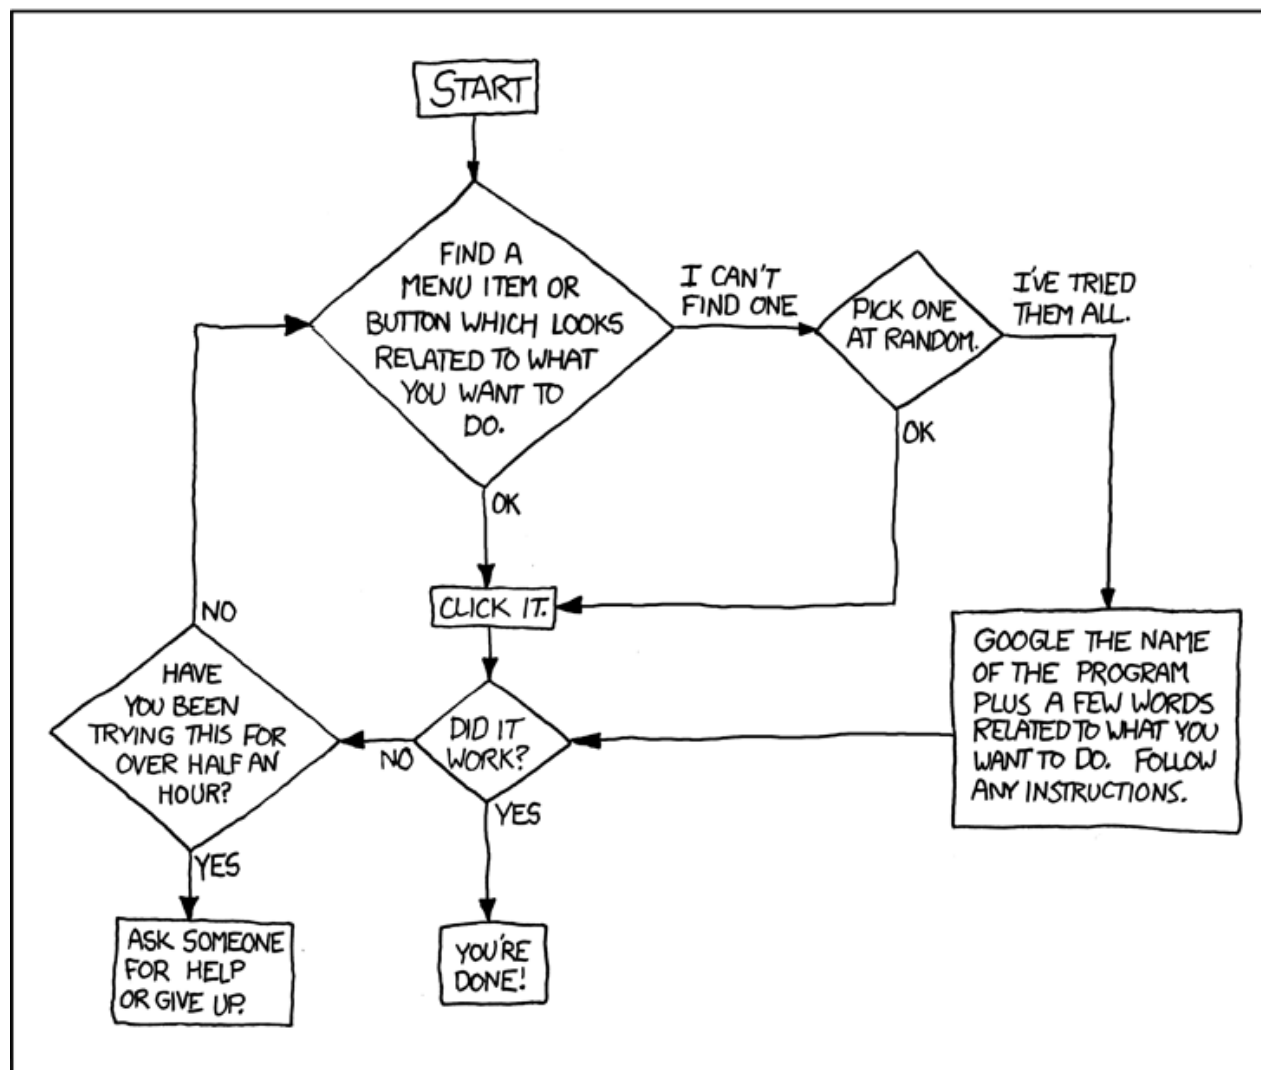 START
FIND A
MENU ITEM OR
BUTTON WHICH LOOKS
RELATED TO WHAT
YOU WANT TO
DO.
I CAN'T
FIND ONE
PICK ONE
AT RANDOM.
I'VE TRIED
THEM ALL.
OK
OK
CLICK IT.
NO
HAVE
YOU BEEN
TRYING THIS FOR
OVER HALF AN
HOUR?
NO
DID IT
WORK?
GOOGLE THE NAME
OF THE PROGRAM
PLUS A FEW WORDS
RELATED TO WHAT YOU
WANT TO DO. FOLLOW
ANY INSTRUCTIONS.
YES
YES
ASK SOMEONE
FOR HELP
OR GIVE UP.
YOU'RE
DONE!